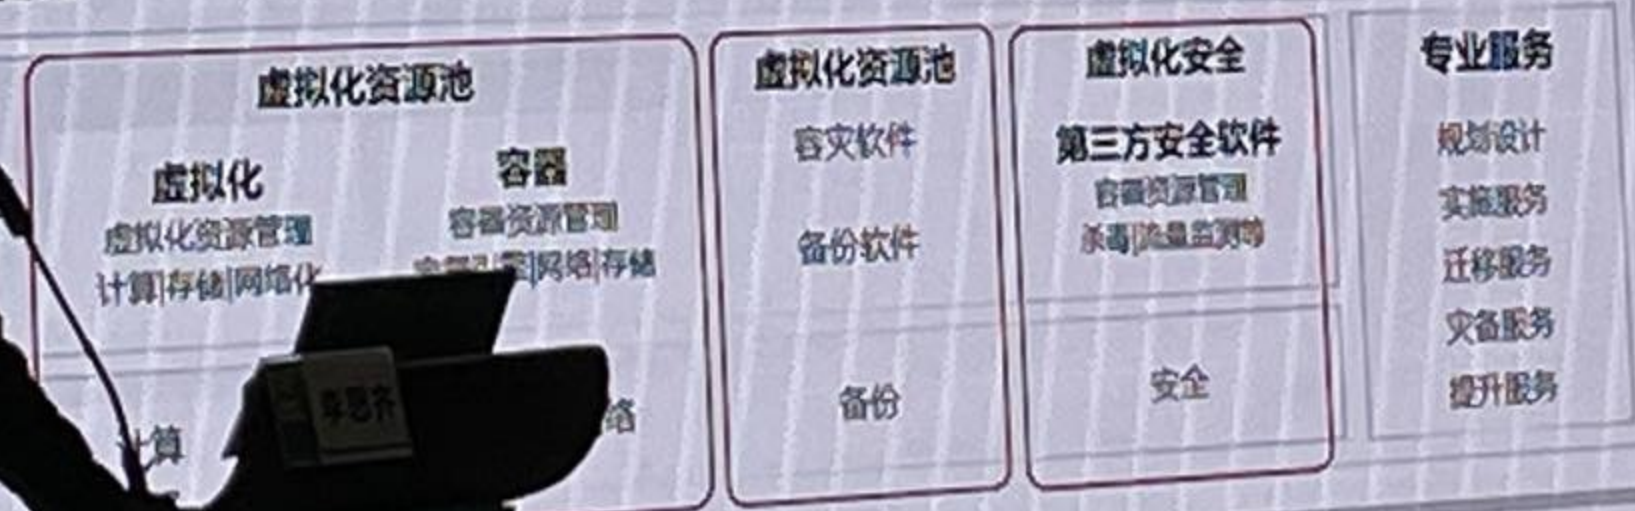 虚拟化资源池
虚拟化
虚拟化资源管理
计算|存储|网络化
容器
容器资源管理
网络|存储
算
络
虚拟化资源池
容灾软件
备份软件
备份
虚拟化安全
第三方安全软件
容器资源管理
杀毒|流量监测等
安全
专业服务
规划设计
实施服务
迁移服务
灾备服务
提升服务